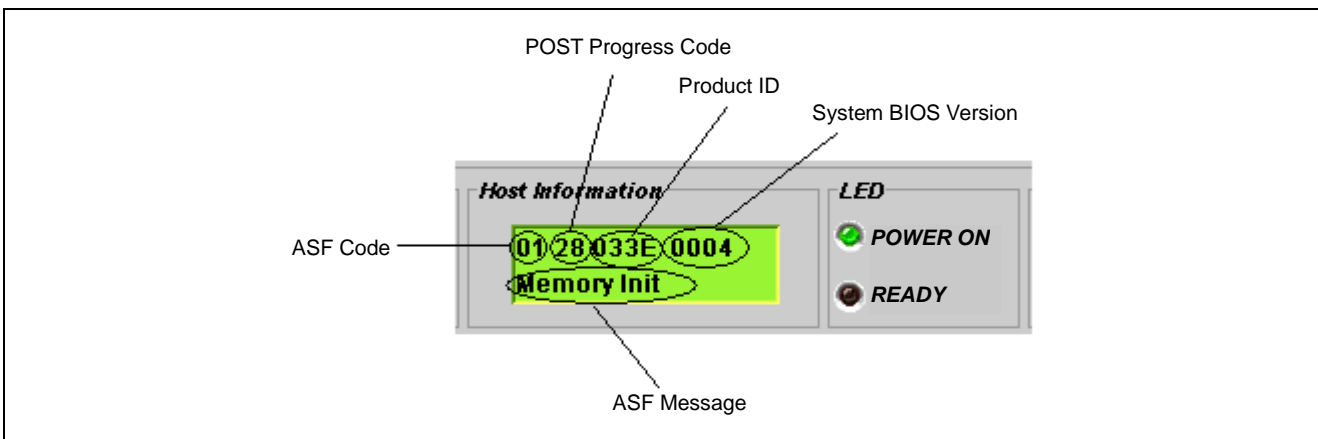 POST Progress Code
Product ID
System BIOS Version
Host Information
LED
ASF Code
01 28 033E 0004
POWER ON
Memory Init
READY
ASF Message